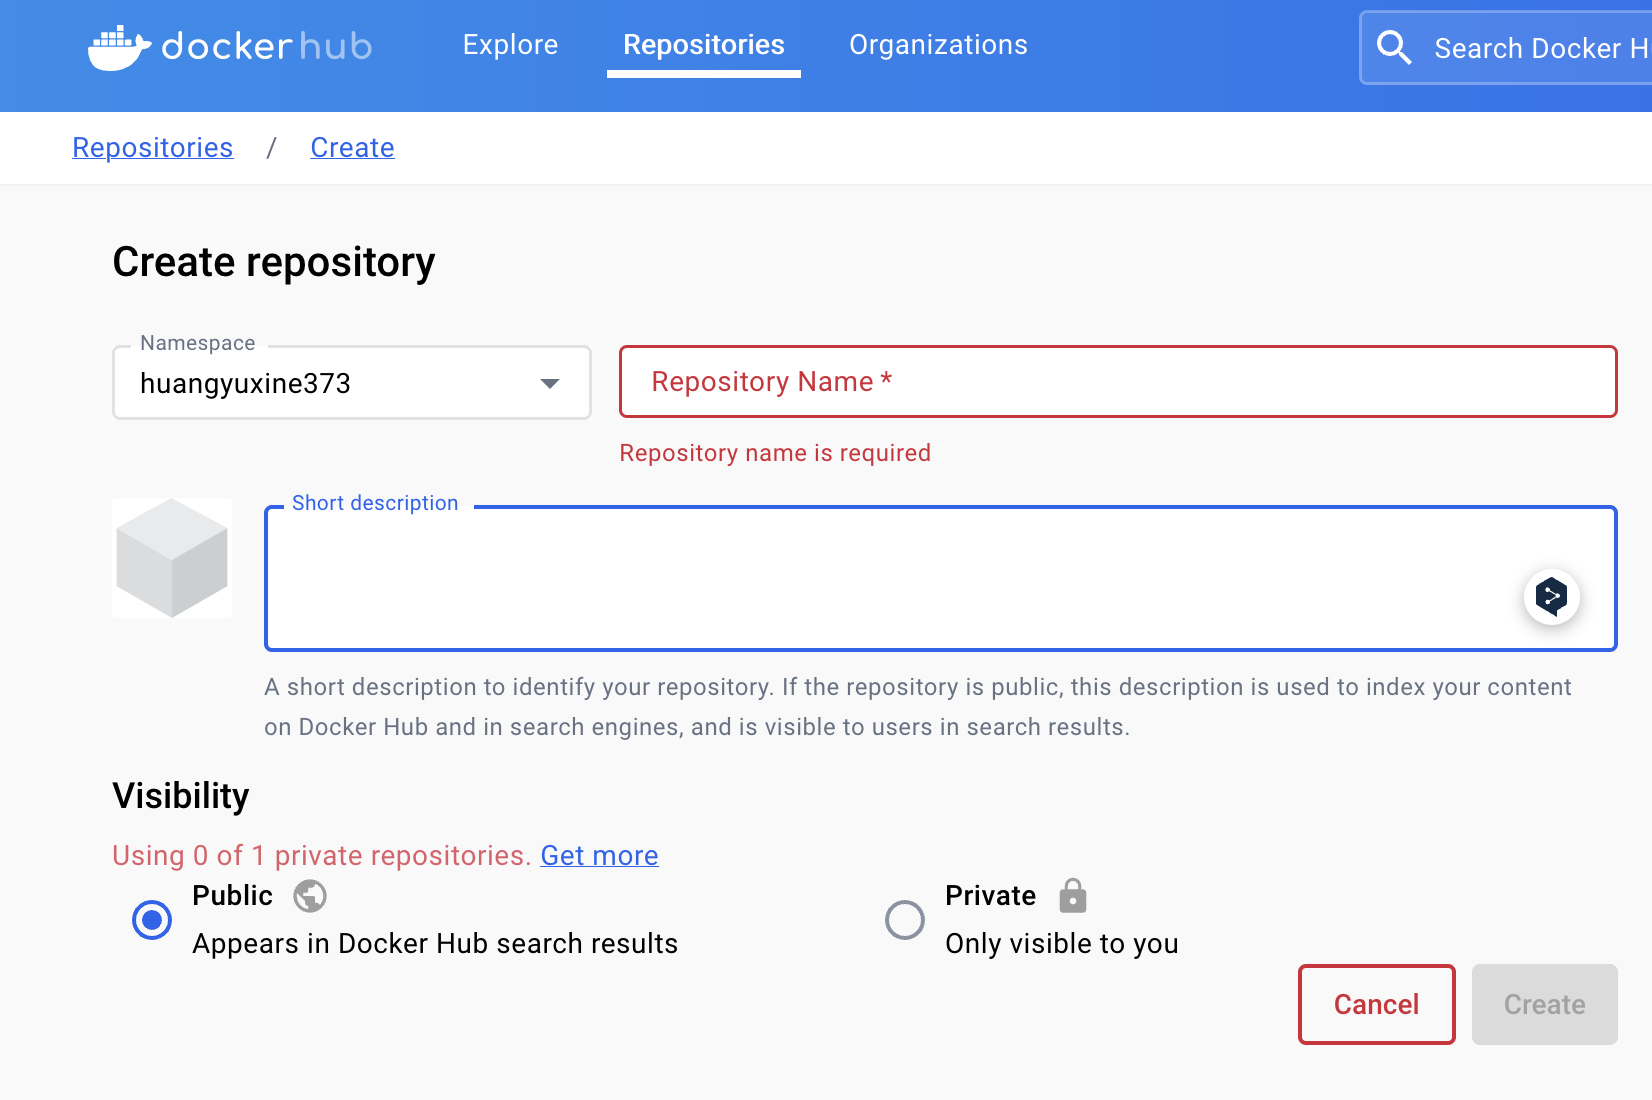 dockerhub Explore Repositories Organizations Search Docker H
Repositories / Create
Create repository
Namespace
huangyuxine373
Repository Name *
Repository name is required
Short description
A short description to identify your repository. If the repository is public, this description is used to index your content
on Docker Hub and in search engines, and is visible to users in search results.
Visibility
Using 0 of 1 private repositories. Get more
Public
Appears in Docker Hub search results
Private
Only visible to you
Cancel Create